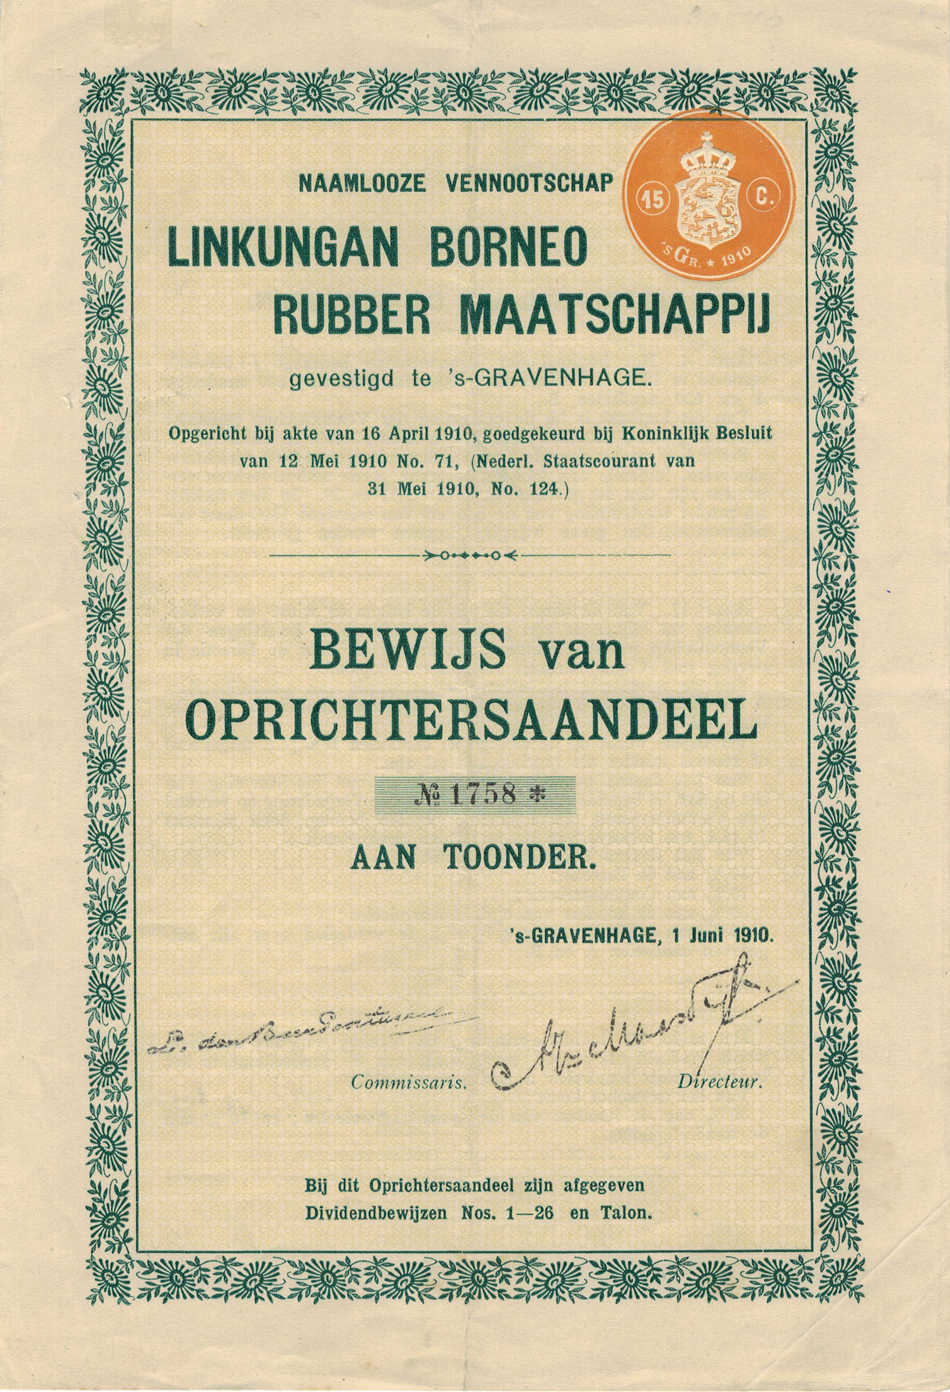 NAAMLOOZE VENNOOTSCHAP
LINKUNGAN BORNEO
RUBBER MAATSCHAPPIJ
15 C.
'sGR. * 1910
gevestigd te 's-GRAVENHAGE.
Opgericht bij akte van 16 April 1910, goedgekeurd bij Koninklijk Besluit
van 12 Mei 1910 No. 71, (Nederl. Staatscourant van
31 Mei 1910, No. 124.)
BEWIJS van
OPRICHTERSAANDEEL
№ 1758 *
AAN TOONDER.
's-GRAVENHAGE, 1 Juni 1910.
Commissaris.
Directeur.
Bij dit Oprichtersaandeel zijn afgegeven
Dividendbewijzen Nos. 1—26 en Talon.